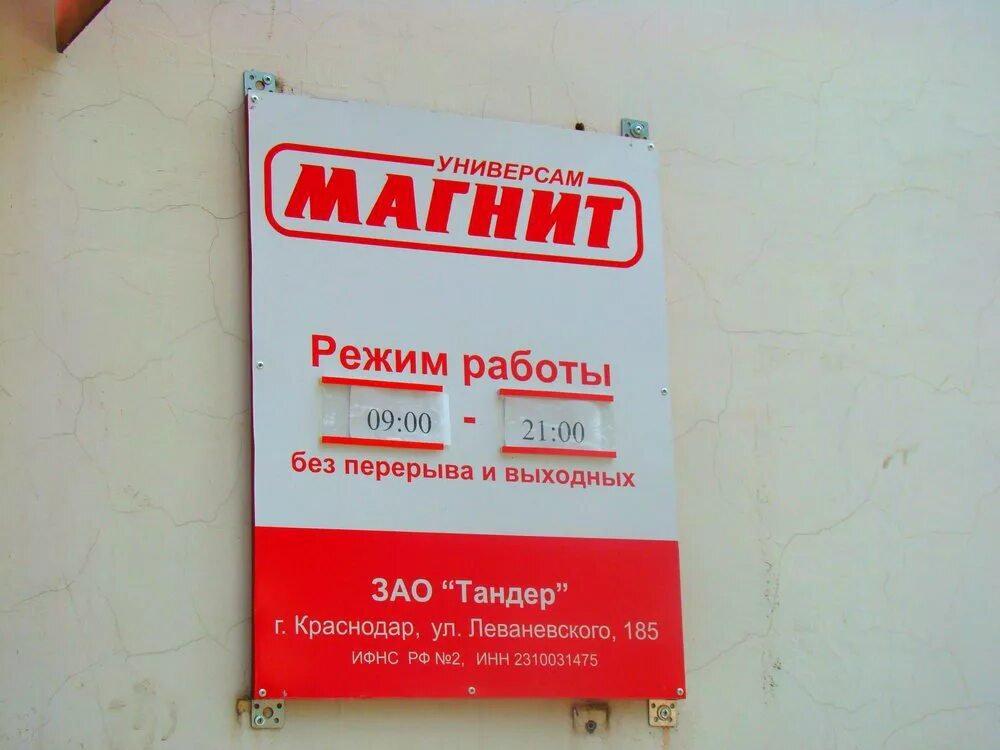 УНИВЕРСАМ
МАГНИТ
Режим работы
09:00 - 21:00
без перерыва и выходных
ЗАО “Тандер”
г. Краснодар, ул. Леваневского, 185
ИФНС РФ №2, ИНН 2310031475